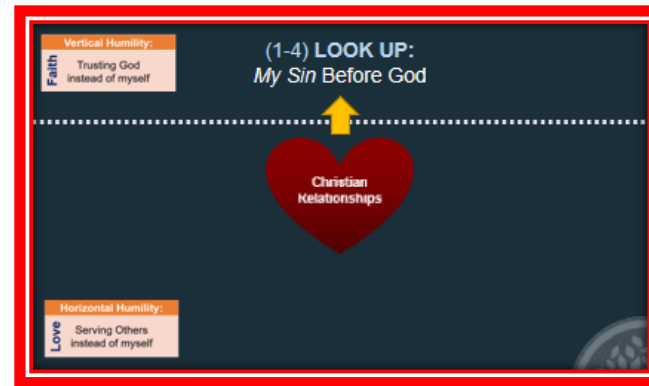 Vertical Humility:
Faith
Trusting God
instead of myself
(1-4) LOOK UP:
My Sin Before God
Christian
Relationships
Horizontal Humility:
Love
Serving Others
instead of myself